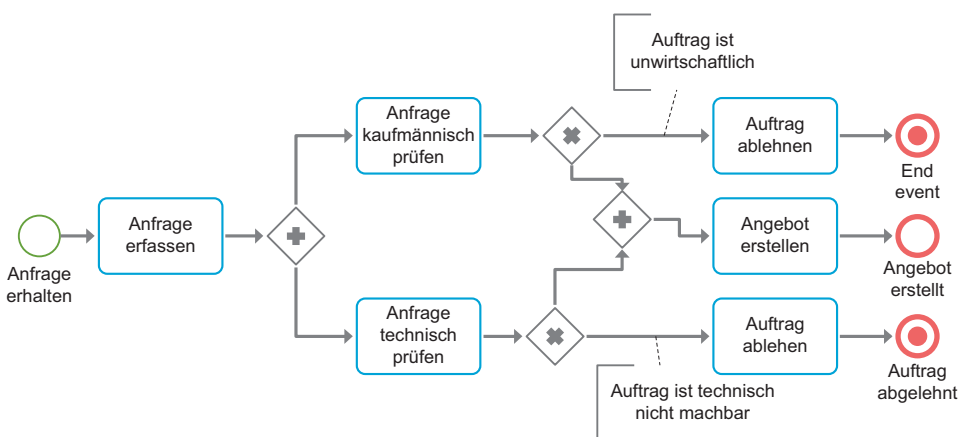 Auftrag ist
unwirtschaftlich
Anfrage
kaufmännisch
prüfen
Auftrag
ablehnen
End
event
Anfrage
erhalten
Anfrage
erfassen
Angebot
erstellen
Angebot
erstellt
Anfrage
technisch
prüfen
Auftrag
ablehen
Auftrag
abgelehnt
Auftrag ist technisch
nicht machbar